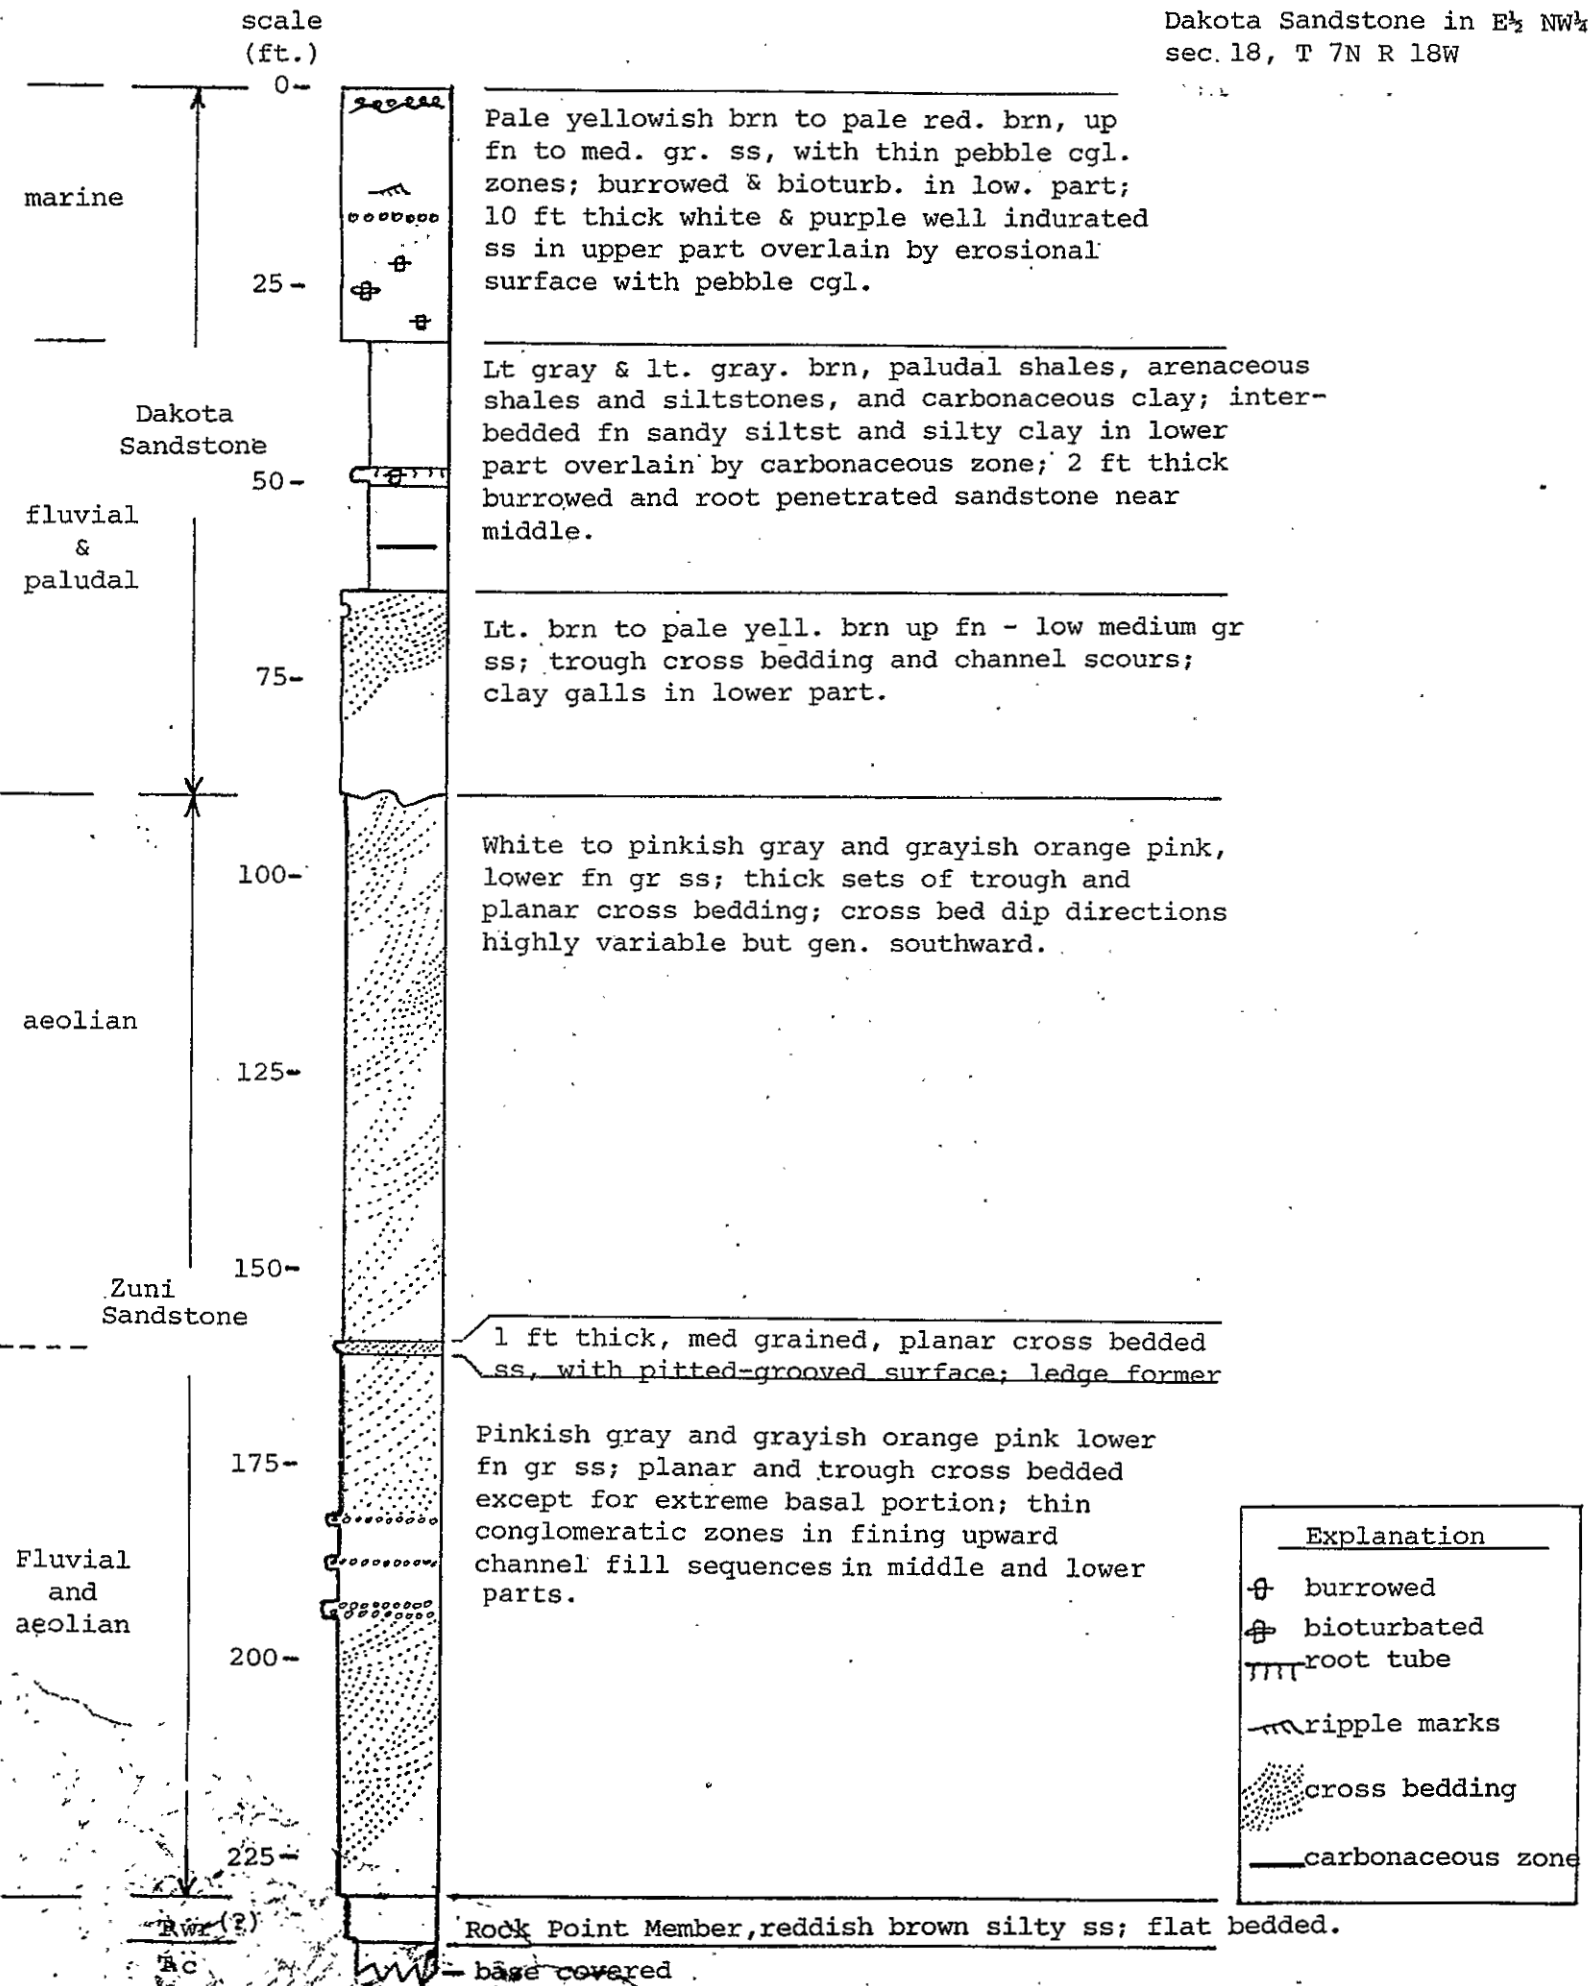 Dakota Sandstone in E½ NW¼
sec. 18, T 7N R 18W
scale
(ft.)
0-
marine
Pale yellowish brn to pale red. brn, up
fn to med. gr. ss, with thin pebble cgl.
zones; burrowed & bioturb. in low. part;
10 ft thick white & purple well indurated
ss in upper part overlain by erosional
surface with pebble cgl.
25-
Dakota
Sandstone
Lt gray & lt. gray. brn, paludal shales, arenaceous
shales and siltstones, and carbonaceous clay; inter-
bedded fn sandy siltst and silty clay in lower
part overlain by carbonaceous zone; 2 ft thick
burrowed and root penetrated sandstone near
middle.
50-
fluvial
&
paludal
Lt. brn to pale yell. brn up fn - low medium gr
ss; trough cross bedding and channel scours;
clay galls in lower part.
75-
White to pinkish gray and grayish orange pink,
lower fn gr ss; thick sets of trough and
planar cross bedding; cross bed dip directions
highly variable but gen. southward.
100-
aeolian
125-
150-
Zuni
Sandstone
1 ft thick, med grained, planar cross bedded
ss, with pitted-grooved surface; ledge former
Pinkish gray and grayish orange pink lower
fn gr ss; planar and trough cross bedded
except for extreme basal portion; thin
conglomeratic zones in fining upward
channel fill sequences in middle and lower
parts.
175-
Fluvial
and
aeolian
200-
225-
Explanation
burrowed
bioturbated
root tube
ripple marks
cross bedding
carbonaceous zone
Rwr (?)
Rock Point Member, reddish brown silty ss; flat bedded.
Rc
base covered